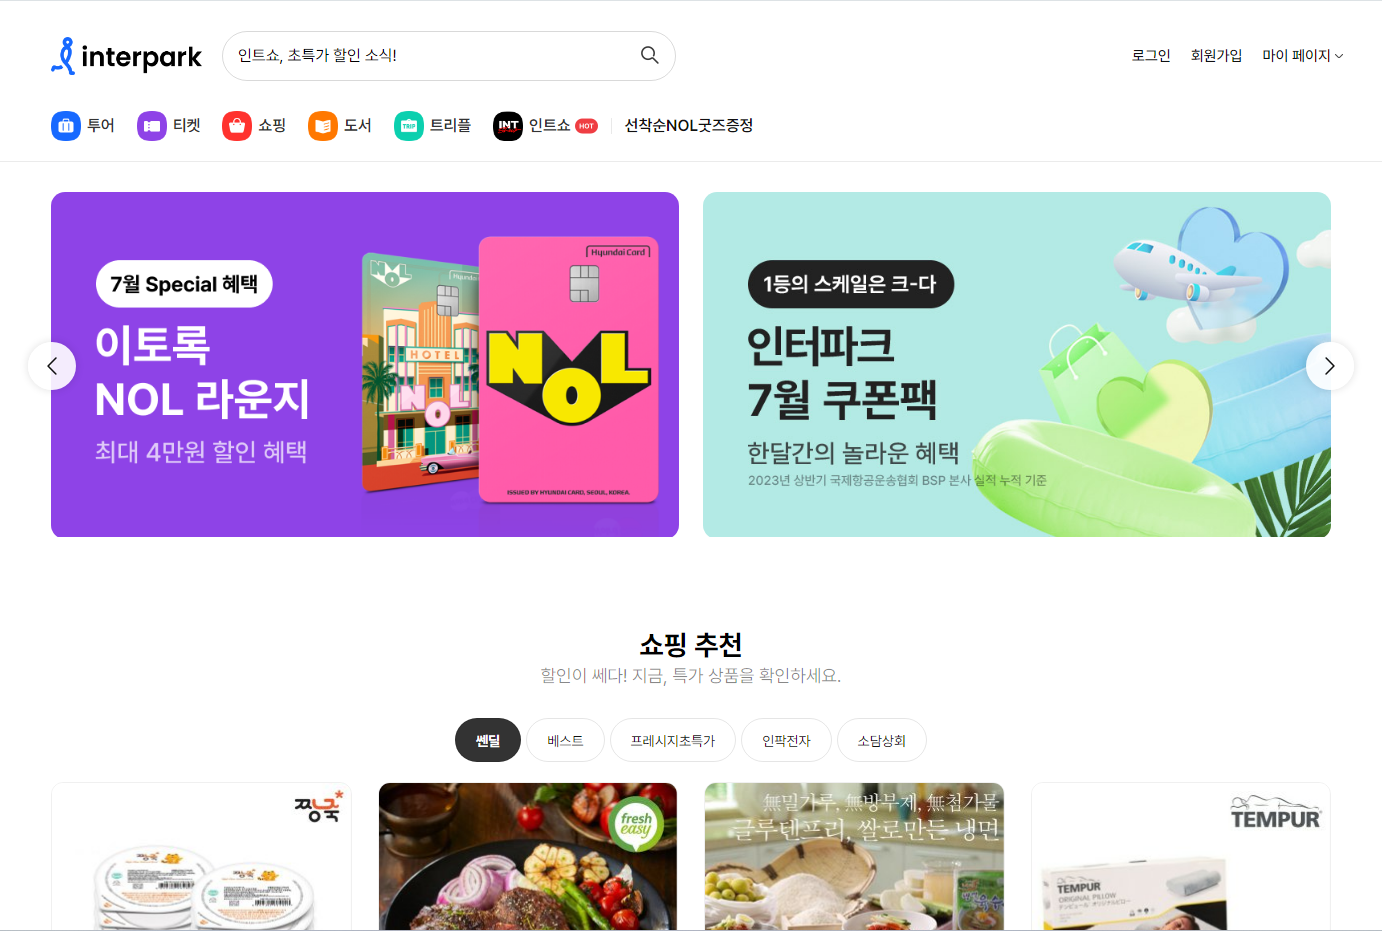 interpark
인트쇼, 초특가 할인 소식!
로그인 회원가입 마이 페이지
투어 티켓 쇼핑 도서 TRIP 트리플 INT 인트쇼 HOT 선착순NOL굿즈증정
7월 Special 혜택
이토록
NOL 라운지
최대 4만원 할인 혜택
NOL
HOTEL
NOL
Hyundai Card
NOL
ISSUED BY HYUNDAI CARD, SEOUL, KOREA.
1등의 스케일은 크-다
인터파크
7월 쿠폰팩
한달간의 놀라운 혜택
2023년 상반기 국제항공운송협회 BSP 본사 실적 누적 기준
쇼핑 추천
할인이 쎄다! 지금, 특가 상품을 확인하세요.
쎈딜 베스트 프레시지초특가 인팍전자 소담상회
찡쿡
fresh
easy
無밀가루, 無방부제, 無첨가물
글루텐프리, 쌀로만든 냉면
TEMPUR
TEMPUR
ORIGINAL PILLOW